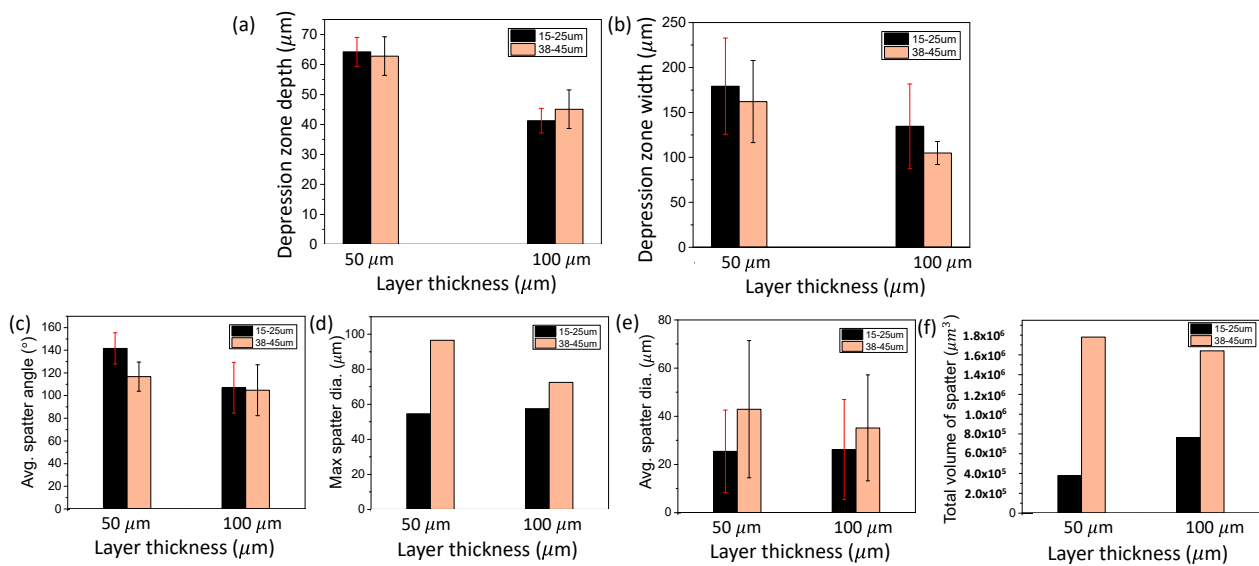 (a)
Depression zone depth (μm)
70
60
50
40
30
20
10
0
15-25um
38-45um
50 μm
100 μm
Layer thickness (μm)
(b)
Depression zone width (μm)
250
200
150
100
50
0
15-25um
38-45um
50 μm
100 μm
Layer thickness (μm)
(c)
Avg. spatter angle (°)
160
140
120
100
80
60
40
20
0
15-25um
38-45um
50 μm
100 μm
Layer thickness (μm)
(d)
Max spatter dia. (μm)
100
80
60
40
20
0
15-25um
38-45um
50 μm
100 μm
Layer thickness (μm)
(e)
Avg. spatter dia. (μm)
80
60
40
20
0
15-25um
38-45um
50 μm
100 μm
Layer thickness (μm)
(f)
Total volume of spatter (μm³)
1.8x10⁶
1.6x10⁶
1.4x10⁶
1.2x10⁶
1.0x10⁶
8.0x10⁵
6.0x10⁵
4.0x10⁵
2.0x10⁵
0
15-25um
38-45um
50 μm
100 μm
Layer thickness (μm)